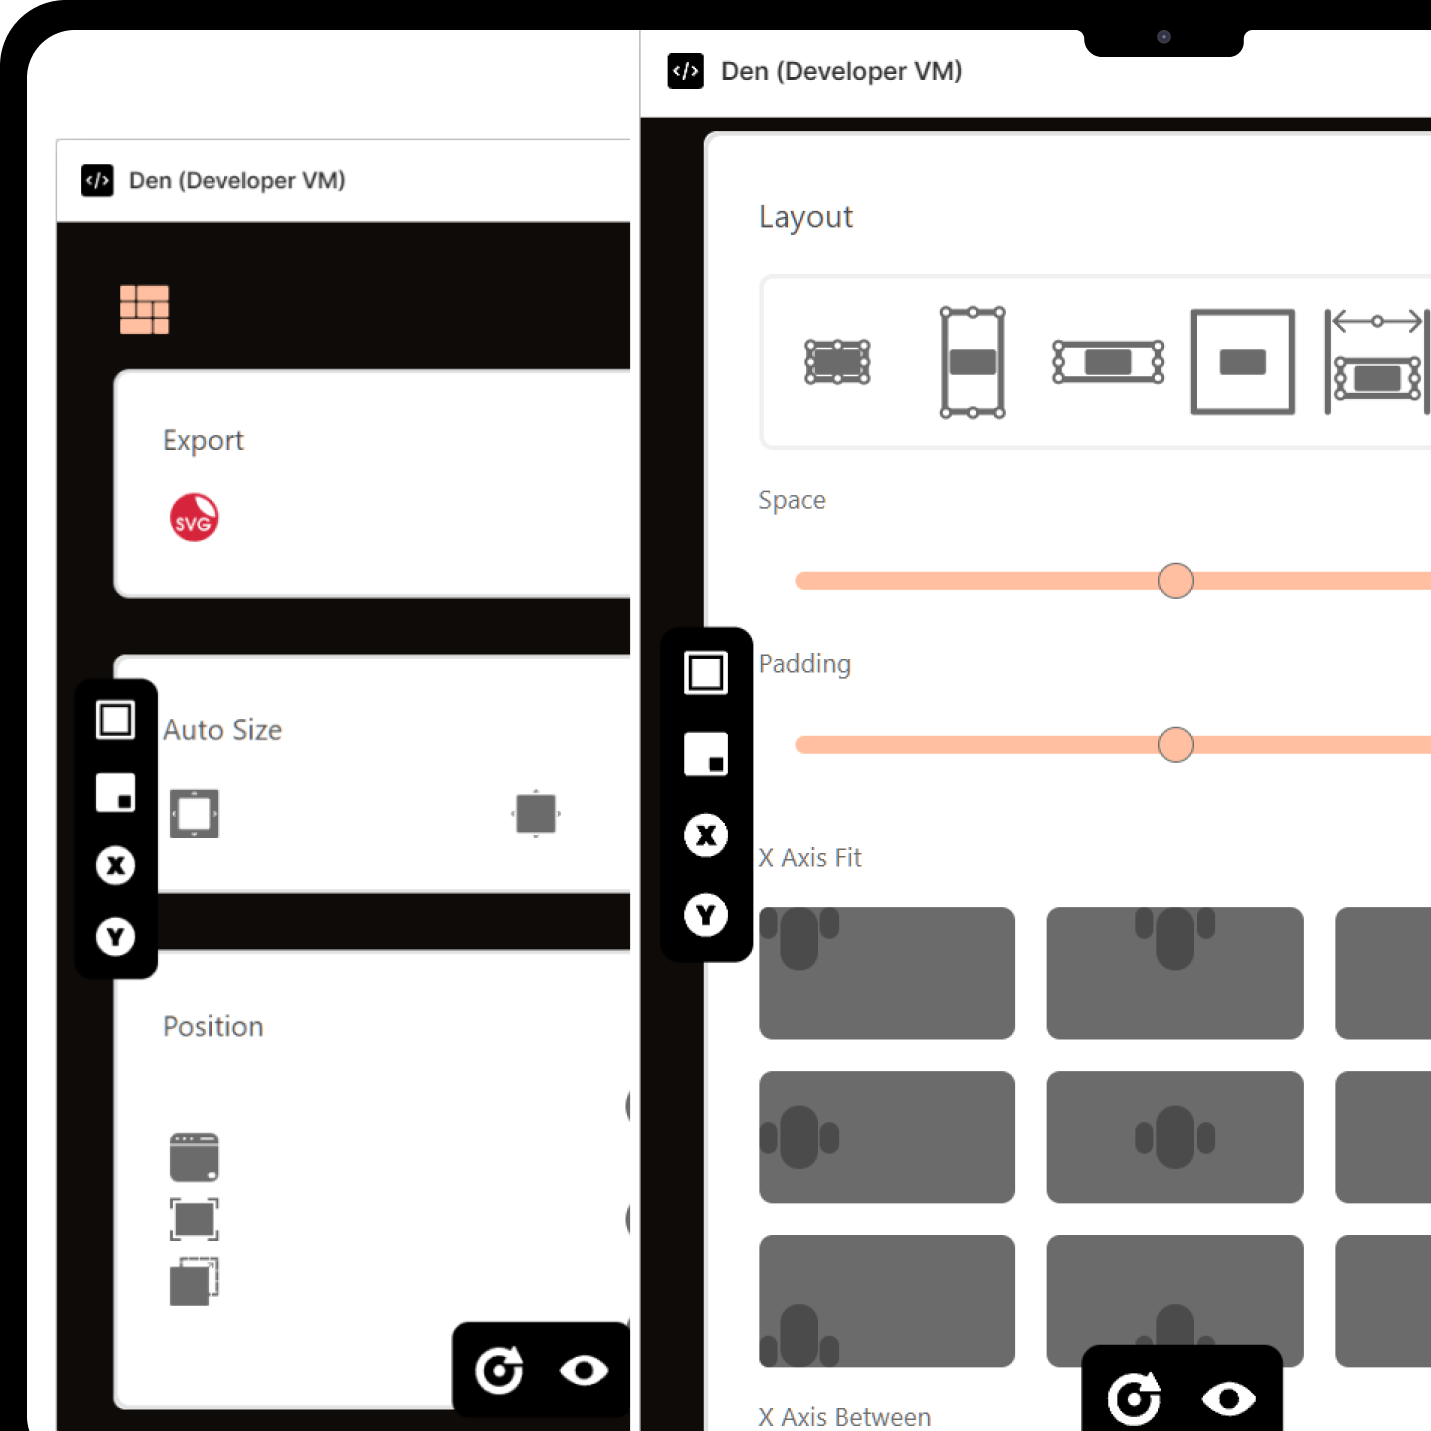 Den (Developer VM)
Export
SVG
Auto Size
X
Y
Position
Den (Developer VM)
Layout
Space
Padding
X
Y
X Axis Fit
X Axis Between